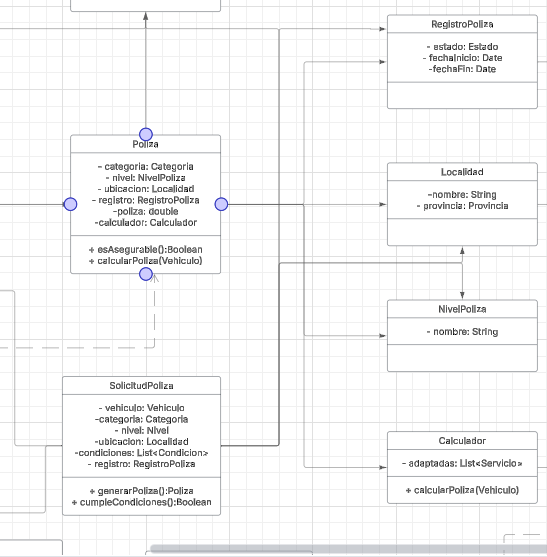 RegistroPoliza
- estado: Estado
- fechaInicio: Date
-fechaFin: Date
Poliza
- categoria: Categoria
- nivel: NivelPoliza
- ubicacion: Localidad
- registro: RegistroPoliza
-poliza: double
-calculador: Calculador
+ esAsegurable():Boolean
+ calcularPoliza(Vehiculo)
Localidad
-nombre: String
- provincia: Provincia
NivelPoliza
- nombre: String
SolicitudPoliza
- vehiculo: Vehiculo
-categoria: Categoria
- nivel: Nivel
-ubicacion: Localidad
-condiciones: List<Condicion>
- registro: RegistroPoliza
+ generarPoliza():Poliza
+ cumpleCondiciones():Boolean
Calculador
- adaptadas: List<Servicio>
+ calcularPoliza(Vehiculo)